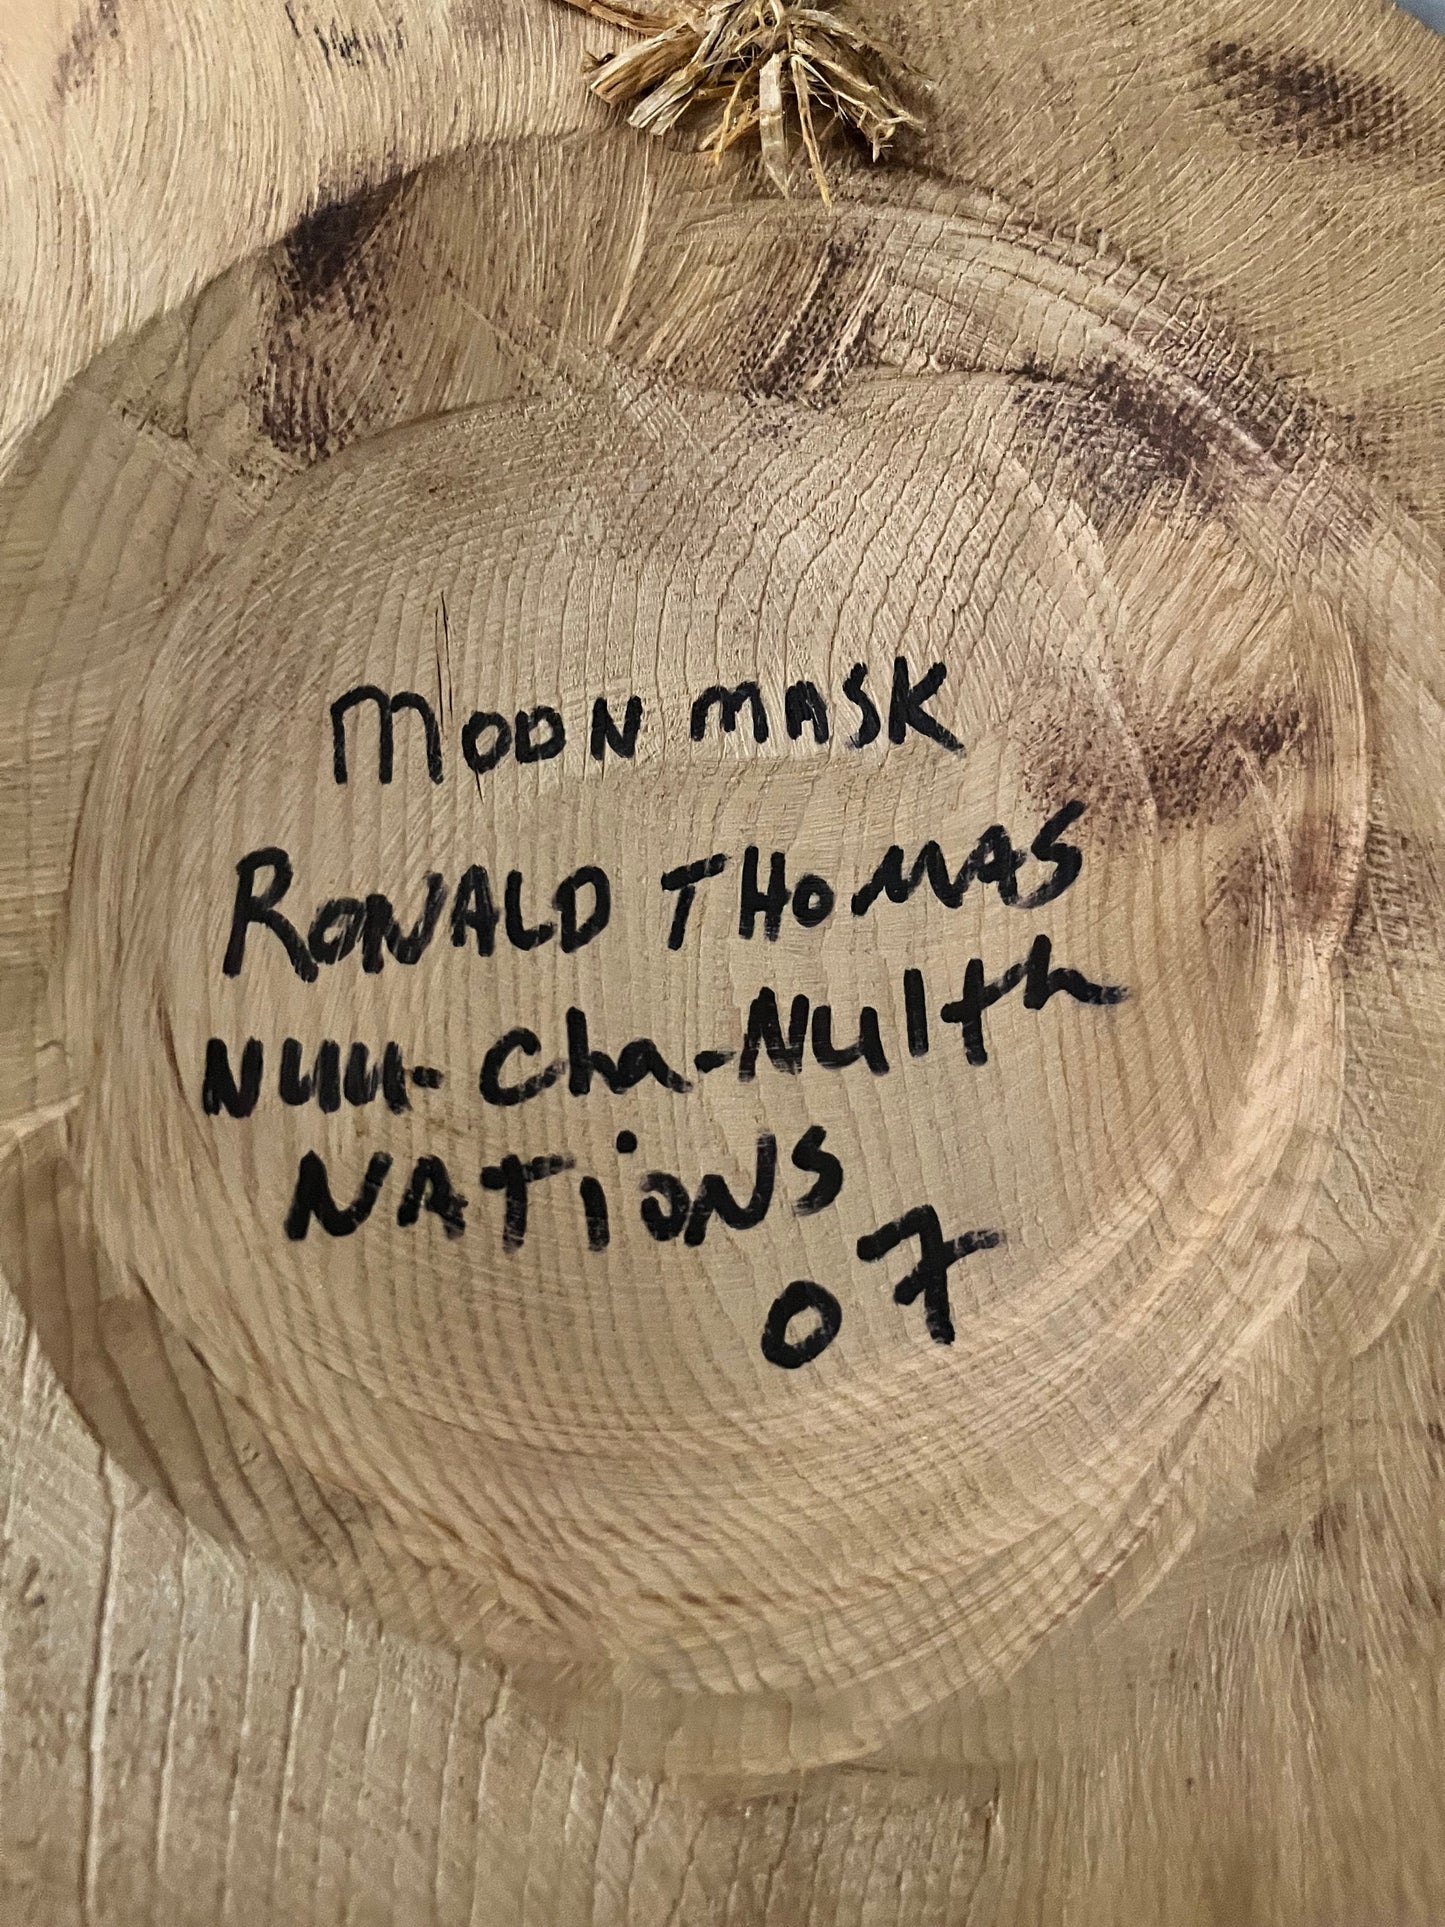 MOON MASK
RONALD THOMAS
NUU-Cha-Nulth
NATiONS
07